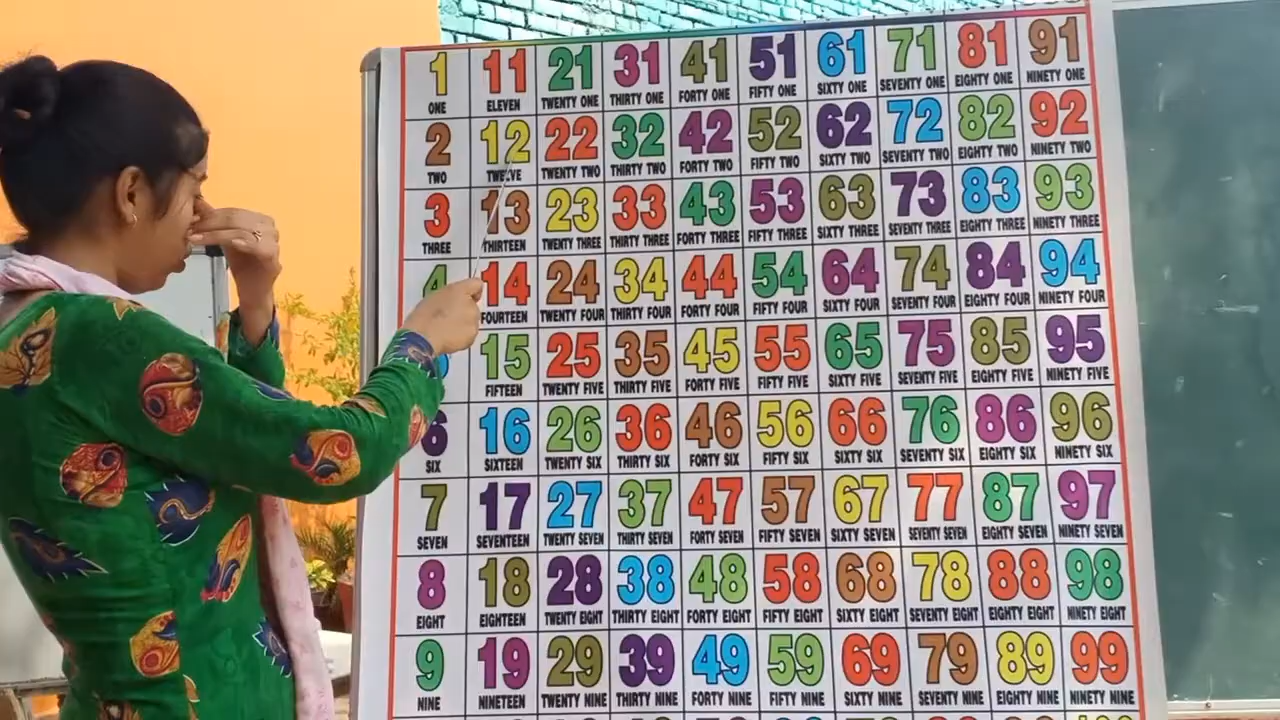 1 11 21 31 41 51 61 71 81 91
ONE ELEVEN TWENTY ONE THIRTY ONE FORTY ONE FIFTY ONE SIXTY ONE SEVENTY ONE EIGHTY ONE NINETY ONE
2 12 22 32 42 52 62 72 82 92
TWO TWELVE TWENTY TWO THIRTY TWO FORTY TWO FIFTY TWO SIXTY TWO SEVENTY TWO EIGHTY TWO NINETY TWO
3 13 23 33 43 53 63 73 83 93
THREE THIRTEEN TWENTY THREE THIRTY THREE FORTY THREE FIFTY THREE SIXTY THREE SEVENTY THREE EIGHTY THREE NINETY THREE
4 14 24 34 44 54 64 74 84 94
FOURTEEN TWENTY FOUR THIRTY FOUR FORTY FOUR FIFTY FOUR SIXTY FOUR SEVENTY FOUR EIGHTY FOUR NINETY FOUR
15 25 35 45 55 65 75 85 95
FIFTEEN TWENTY FIVE THIRTY FIVE FORTY FIVE FIFTY FIVE SIXTY FIVE SEVENTY FIVE EIGHTY FIVE NINETY FIVE
6 16 26 36 46 56 66 76 86 96
SIX SIXTEEN TWENTY SIX THIRTY SIX FORTY SIX FIFTY SIX SIXTY SIX SEVENTY SIX EIGHTY SIX NINETY SIX
7 17 27 37 47 57 67 77 87 97
SEVEN SEVENTEEN TWENTY SEVEN THIRTY SEVEN FORTY SEVEN FIFTY SEVEN SIXTY SEVEN SEVENTY SEVEN EIGHTY SEVEN NINETY SEVEN
8 18 28 38 48 58 68 78 88 98
EIGHT EIGHTEEN TWENTY EIGHT THIRTY EIGHT FORTY EIGHT FIFTY EIGHT SIXTY EIGHT SEVENTY EIGHT EIGHTY EIGHT NINETY EIGHT
9 19 29 39 49 59 69 79 89 99
NINE NINETEEN TWENTY NINE THIRTY NINE FORTY NINE FIFTY NINE SIXTY NINE SEVENTY NINE EIGHTY NINE NINETY NINE